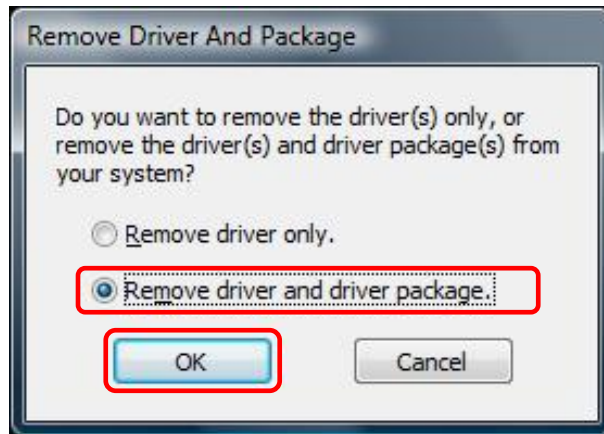 Remove Driver And Package
Do you want to remove the driver(s) only, or
remove the driver(s) and driver package(s) from
your system?
Remove driver only.
Remove driver and driver package.
OK
Cancel